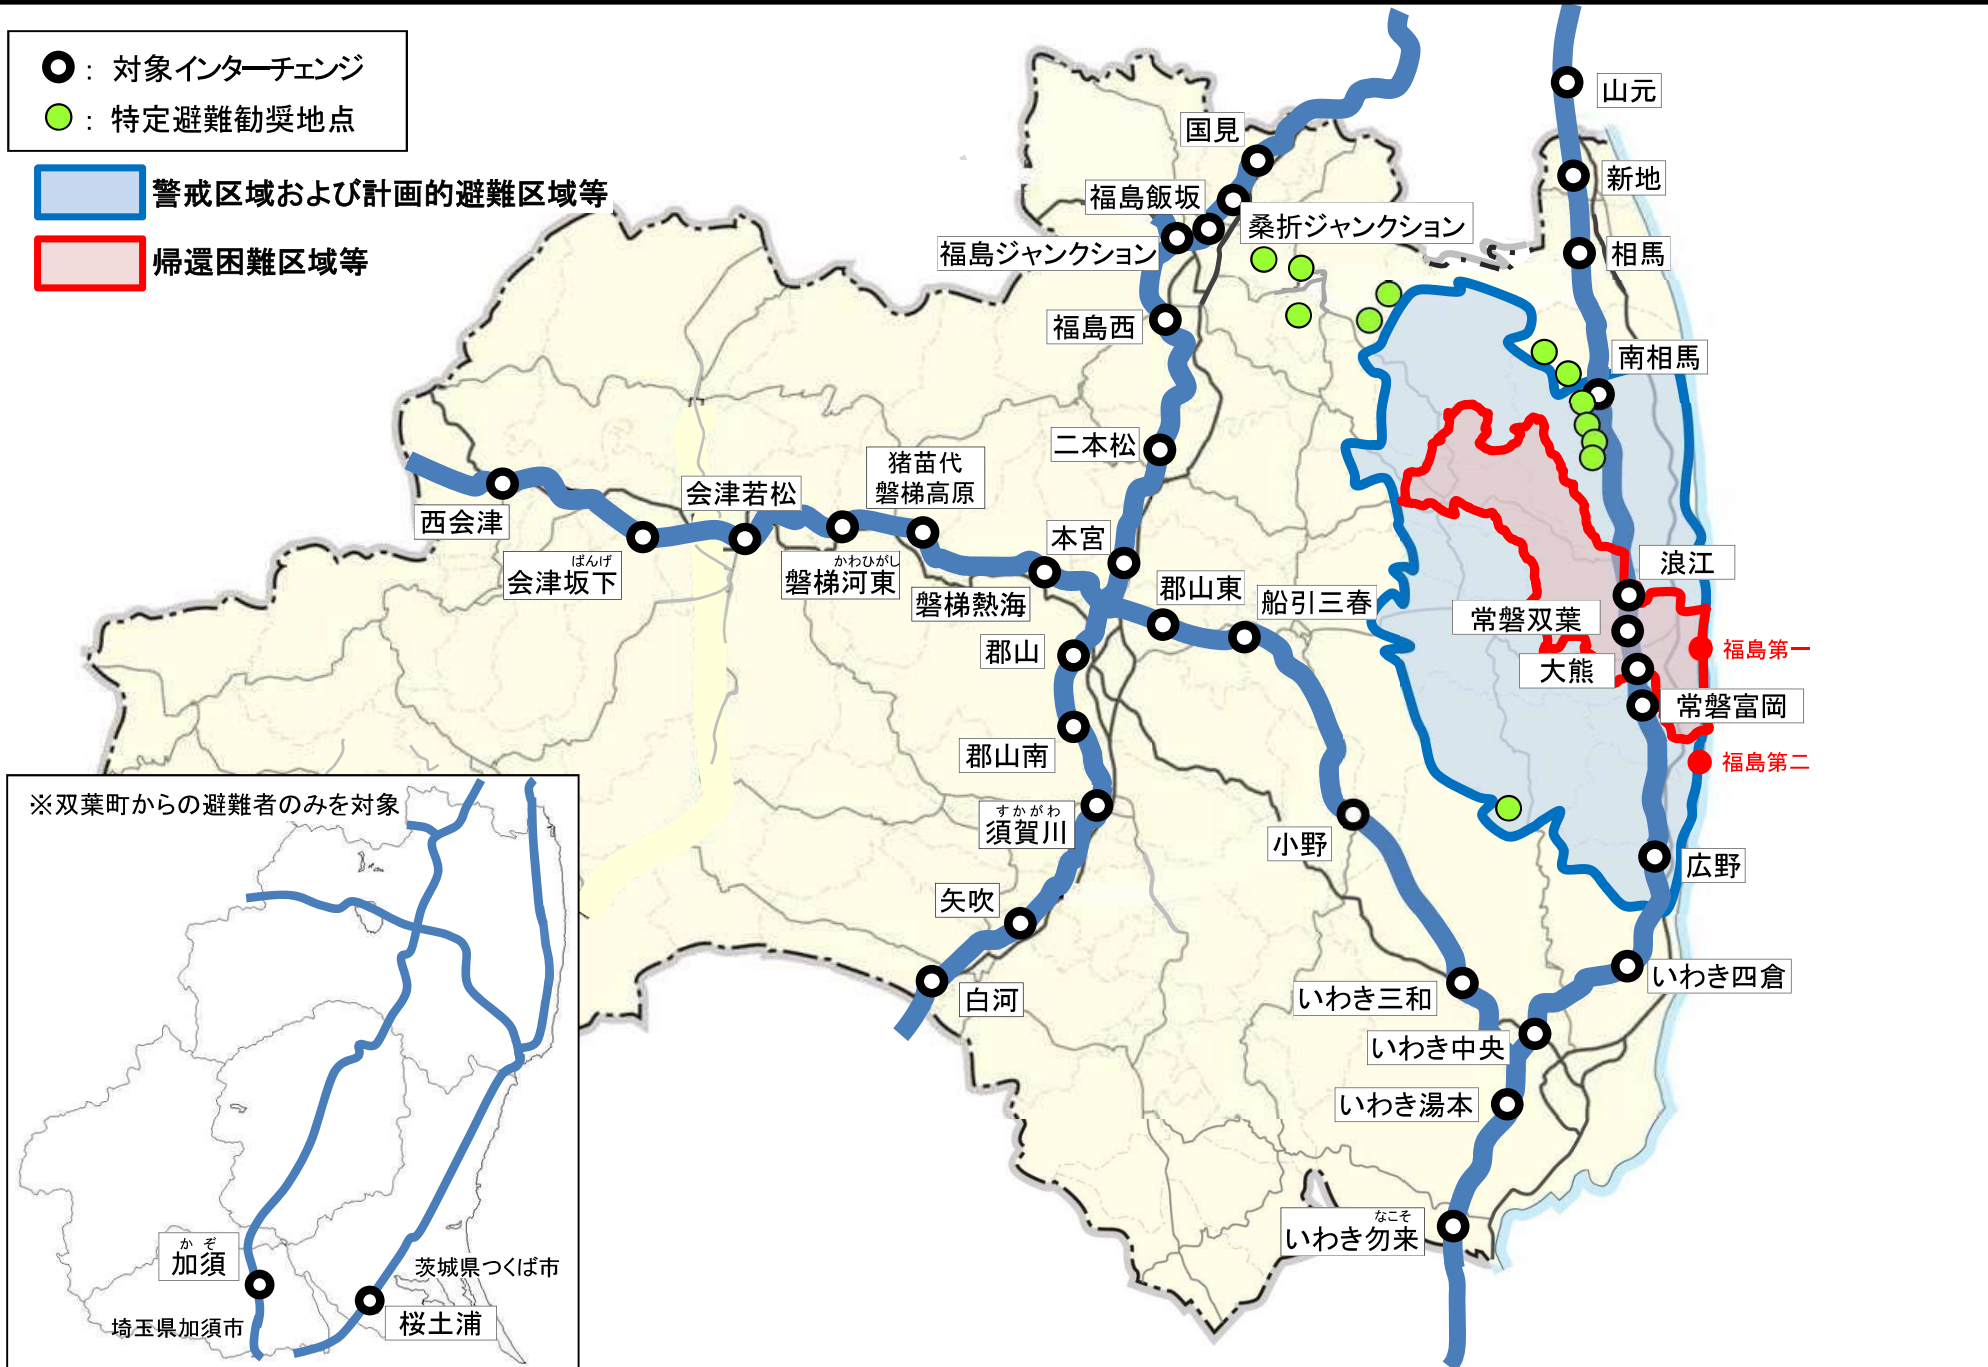 : 対象インターチェンジ
: 特定避難勧奨地点
警戒区域および計画的避難区域等
帰還困難区域等
山元
国見
新地
福島飯坂
桑折ジャンクション
福島ジャンクション
相馬
福島西
南相馬
二本松
猪苗代
磐梯高原
会津若松
西会津
本宮
ばんげ
会津坂下
かわひがし
磐梯河東
磐梯熱海
郡山東
船引三春
浪江
常磐双葉
郡山
大熊
福島第一
常磐富岡
郡山南
福島第二
すかがわ
須賀川
小野
広野
矢吹
白河
いわき三和
いわき四倉
いわき中央
いわき湯本
なこそ
いわき勿来
※双葉町からの避難者のみを対象
かぞ
加須
茨城県つくば市
埼玉県加須市
桜土浦